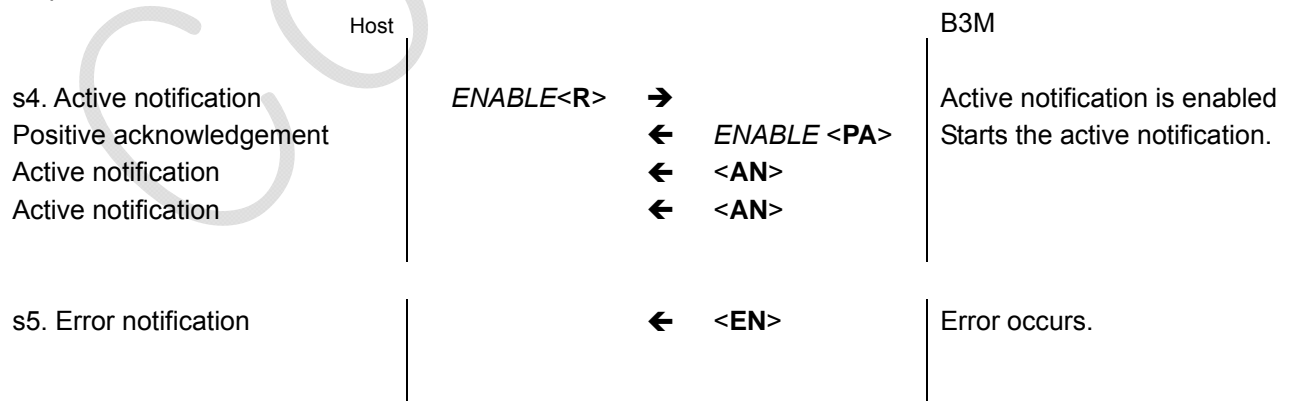 Host B3M
s4. Active notification ENABLE<R> → Active notification is enabled
Positive acknowledgement ← ENABLE <PA> Starts the active notification.
Active notification ← <AN>
Active notification ← <AN>
s5. Error notification ← <EN> Error occurs.